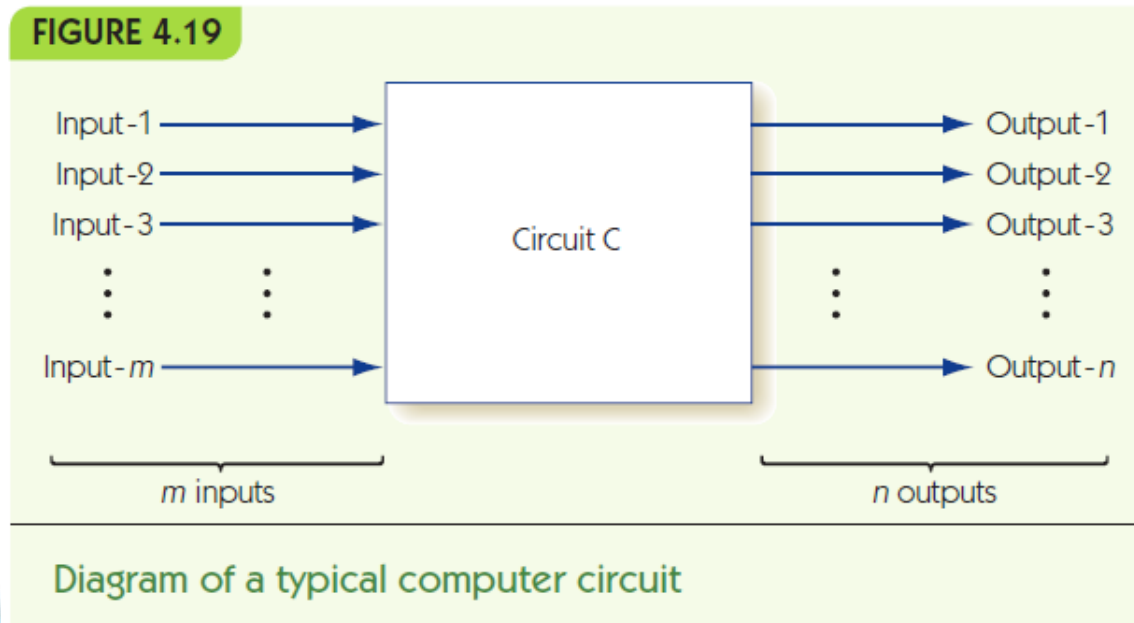 FIGURE 4.19
Input-1
Input-2
Input-3
Input-m
Circuit C
Output-1
Output-2
Output-3
Output-n
m inputs
n outputs
Diagram of a typical computer circuit